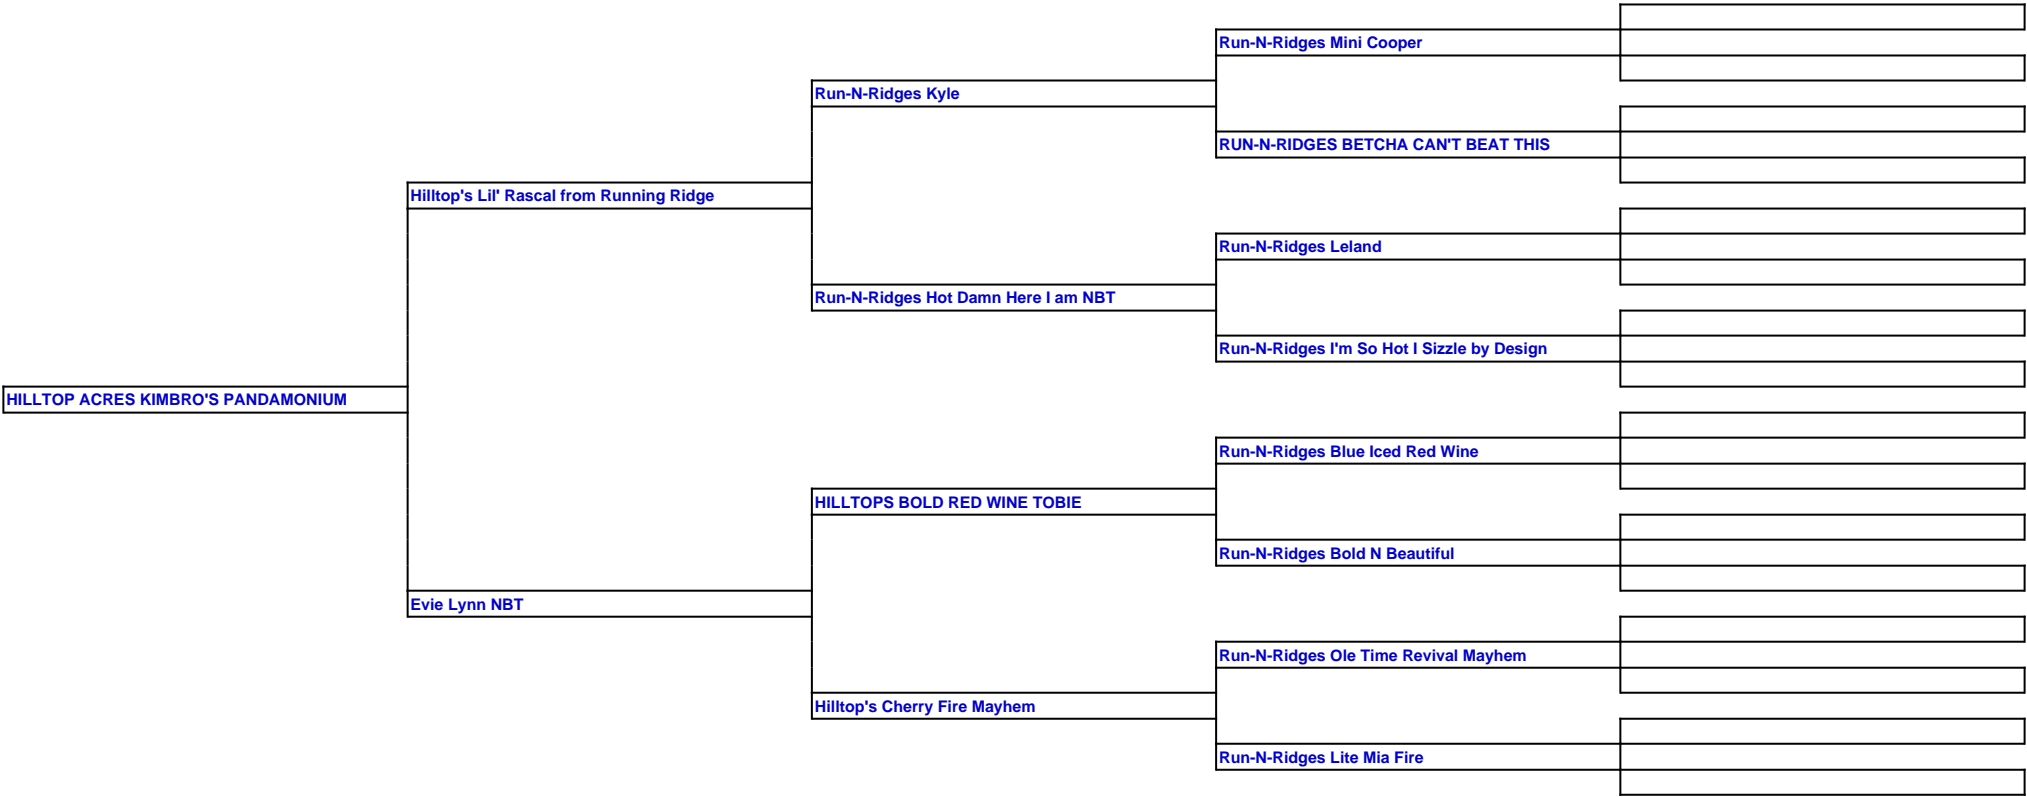 Run-N-Ridges Mini Cooper
Run-N-Ridges Kyle
RUN-N-RIDGES BETCHA CAN'T BEAT THIS
Hilltop's Lil' Rascal from Running Ridge
Run-N-Ridges Leland
Run-N-Ridges Hot Damn Here I am NBT
Run-N-Ridges I'm So Hot I Sizzle by Design
HILLTOP ACRES KIMBRO'S PANDAMONIUM
Run-N-Ridges Blue Iced Red Wine
HILLTOPS BOLD RED WINE TOBIE
Run-N-Ridges Bold N Beautiful
Evie Lynn NBT
Run-N-Ridges Ole Time Revival Mayhem
Hilltop's Cherry Fire Mayhem
Run-N-Ridges Lite Mia Fire